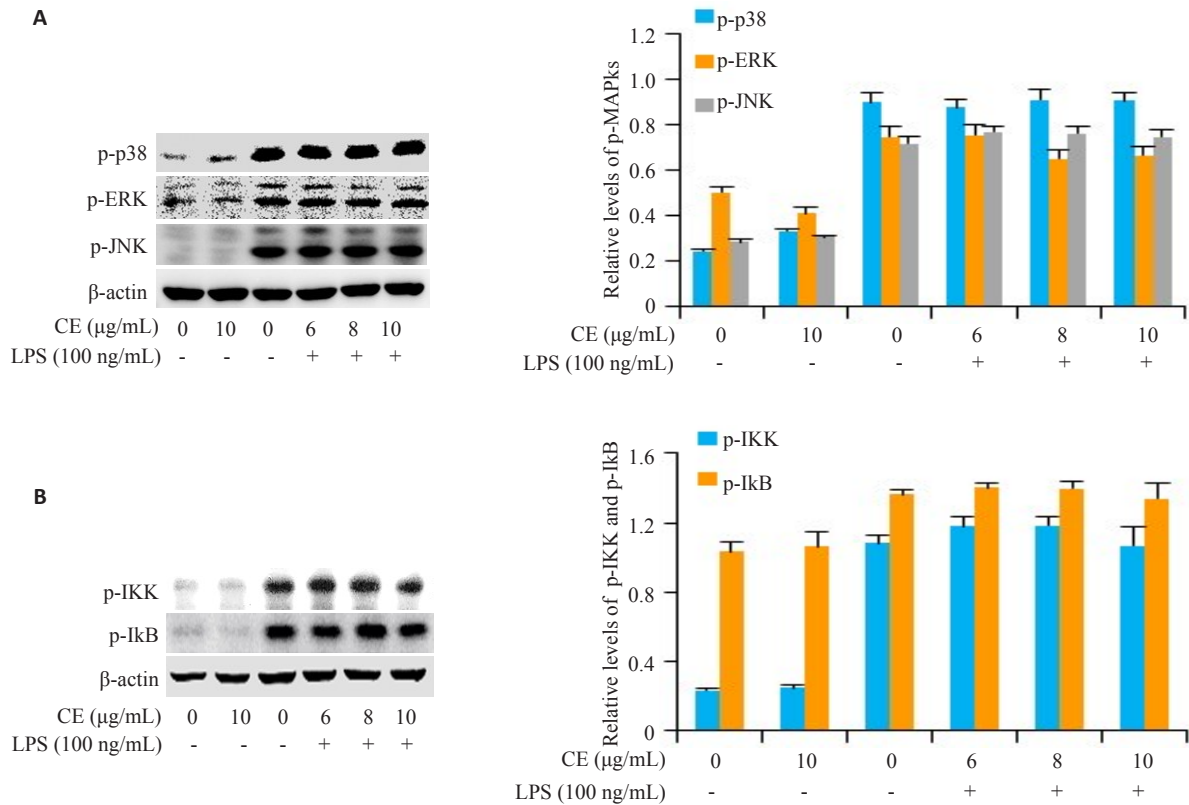 A
p-p38
p-ERK
p-JNK
β-actin
CE (μg/mL) 0 10 0 6 8 10
LPS (100 ng/mL) - - - + + +
Relative levels of p-MAPks
p-p38
p-ERK
p-JNK
1.2
1.0
0.8
0.6
0.4
0.2
0
CE (μg/mL) 0 10 0 6 8 10
LPS (100 ng/mL) - - - + + +
B
p-IKK
p-IkB
β-actin
CE (μg/mL) 0 10 0 6 8 10
LPS (100 ng/mL) - - - + + +
Relative levels of p-IKK and p-IkB
p-IKK
p-IkB
1.6
1.2
0.8
0.4
0
CE (μg/mL) 0 10 0 6 8 10
LPS (100 ng/mL) - - - + + +